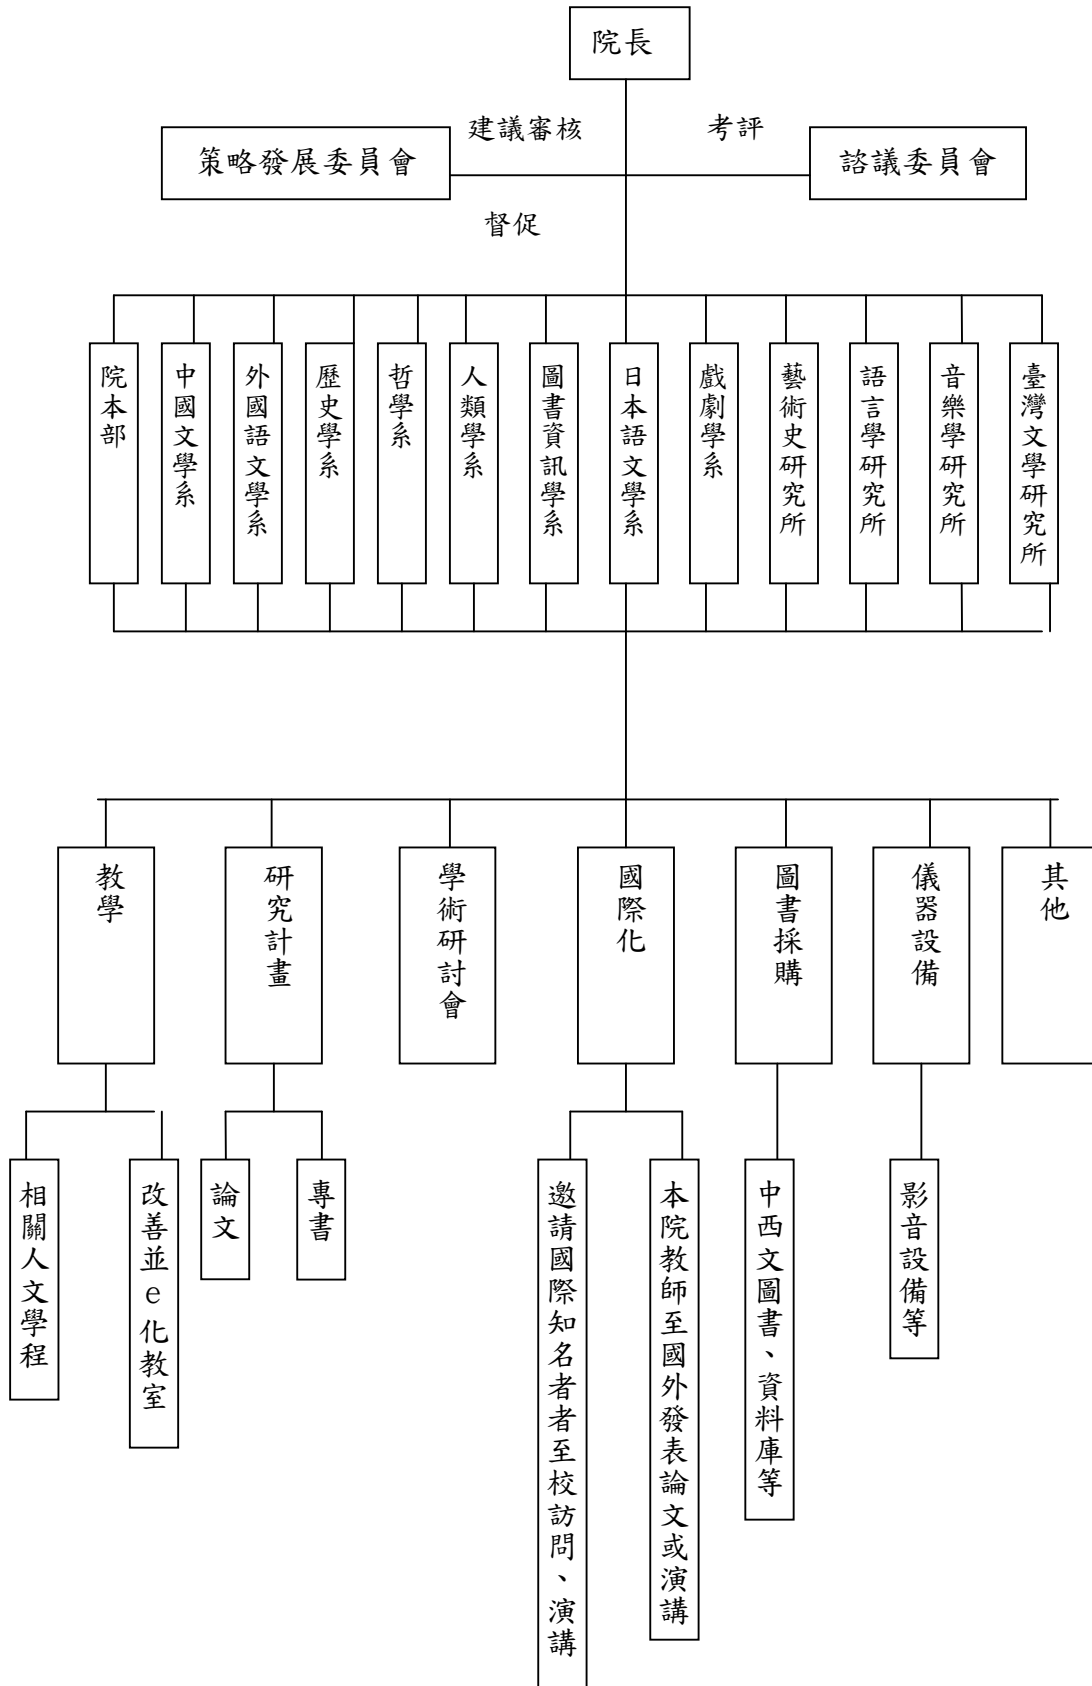 院長
建議審核
考評
策略發展委員會
諮議委員會
督促
院本部
中國文學系
外國語文學系
歷史學系
哲學系
人類學系
圖書資訊學系
日本語文學系
戲劇學系
藝術史研究所
語言學研究所
音樂學研究所
臺灣文學研究所
教學
研究計畫
學術研討會
國際化
圖書採購
儀器設備
其他
相關人文學程
改善並e化教室
論文
專書
邀請國際知名者者至校訪問、演講
本院教師至國外發表論文或演講
中西文圖書、資料庫等
影音設備等